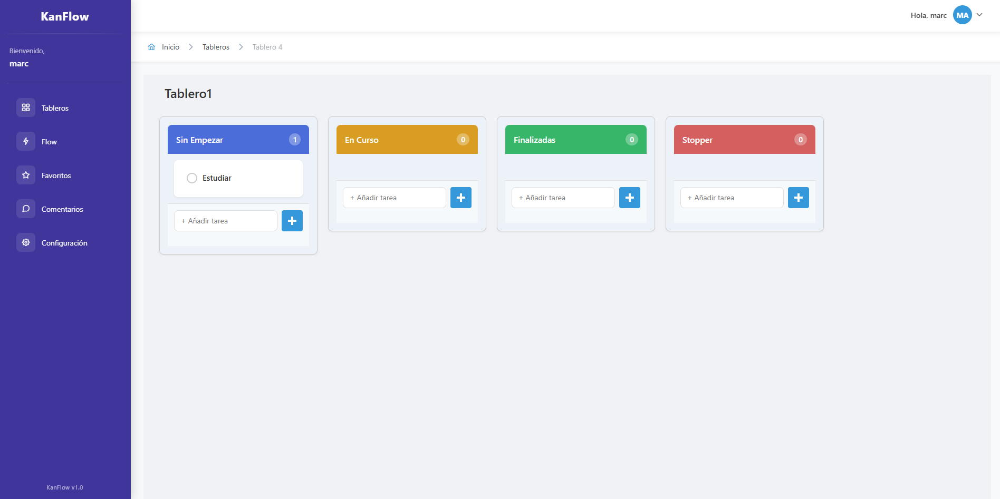 KanFlow
Bienvenido,
marc
Tableros
Flow
Favoritos
Comentarios
Configuración
KanFlow v1.0
Hola, marc MA
Inicio > Tableros > Tablero 4
Tablero1
Sin Empezar 1
Estudiar
+ Añadir tarea +
En Curso 0
+ Añadir tarea +
Finalizadas 0
+ Añadir tarea +
Stopper 0
+ Añadir tarea +